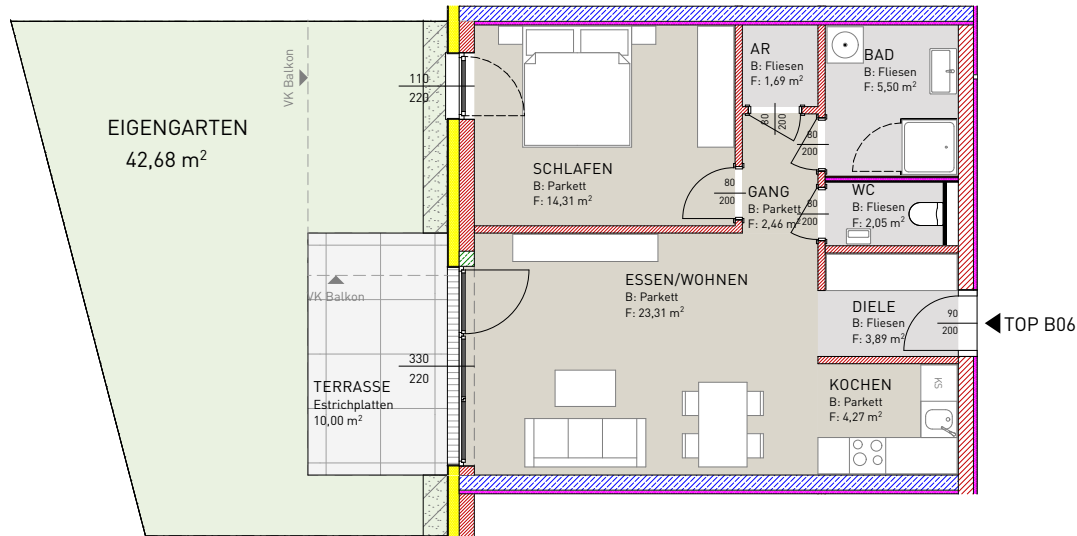 EIGENGARTEN
42,68 m²
VK Balkon
110
220
SCHLAFEN
B: Parkett
F: 14,31 m²
AR
B: Fliesen
F: 1,69 m²
80
200
BAD
B: Fliesen
F: 5,50 m²
80
200
80
200
GANG
B: Parkett
F: 2,46 m²
80
200
WC
B: Fliesen
F: 2,05 m²
VK Balkon
ESSEN/WOHNEN
B: Parkett
F: 23,31 m²
DIELE
B: Fliesen
F: 3,89 m²
90
200
TOP B06
330
220
TERRASSE
Estrichplatten
10,00 m²
KOCHEN
B: Parkett
F: 4,27 m²
KS